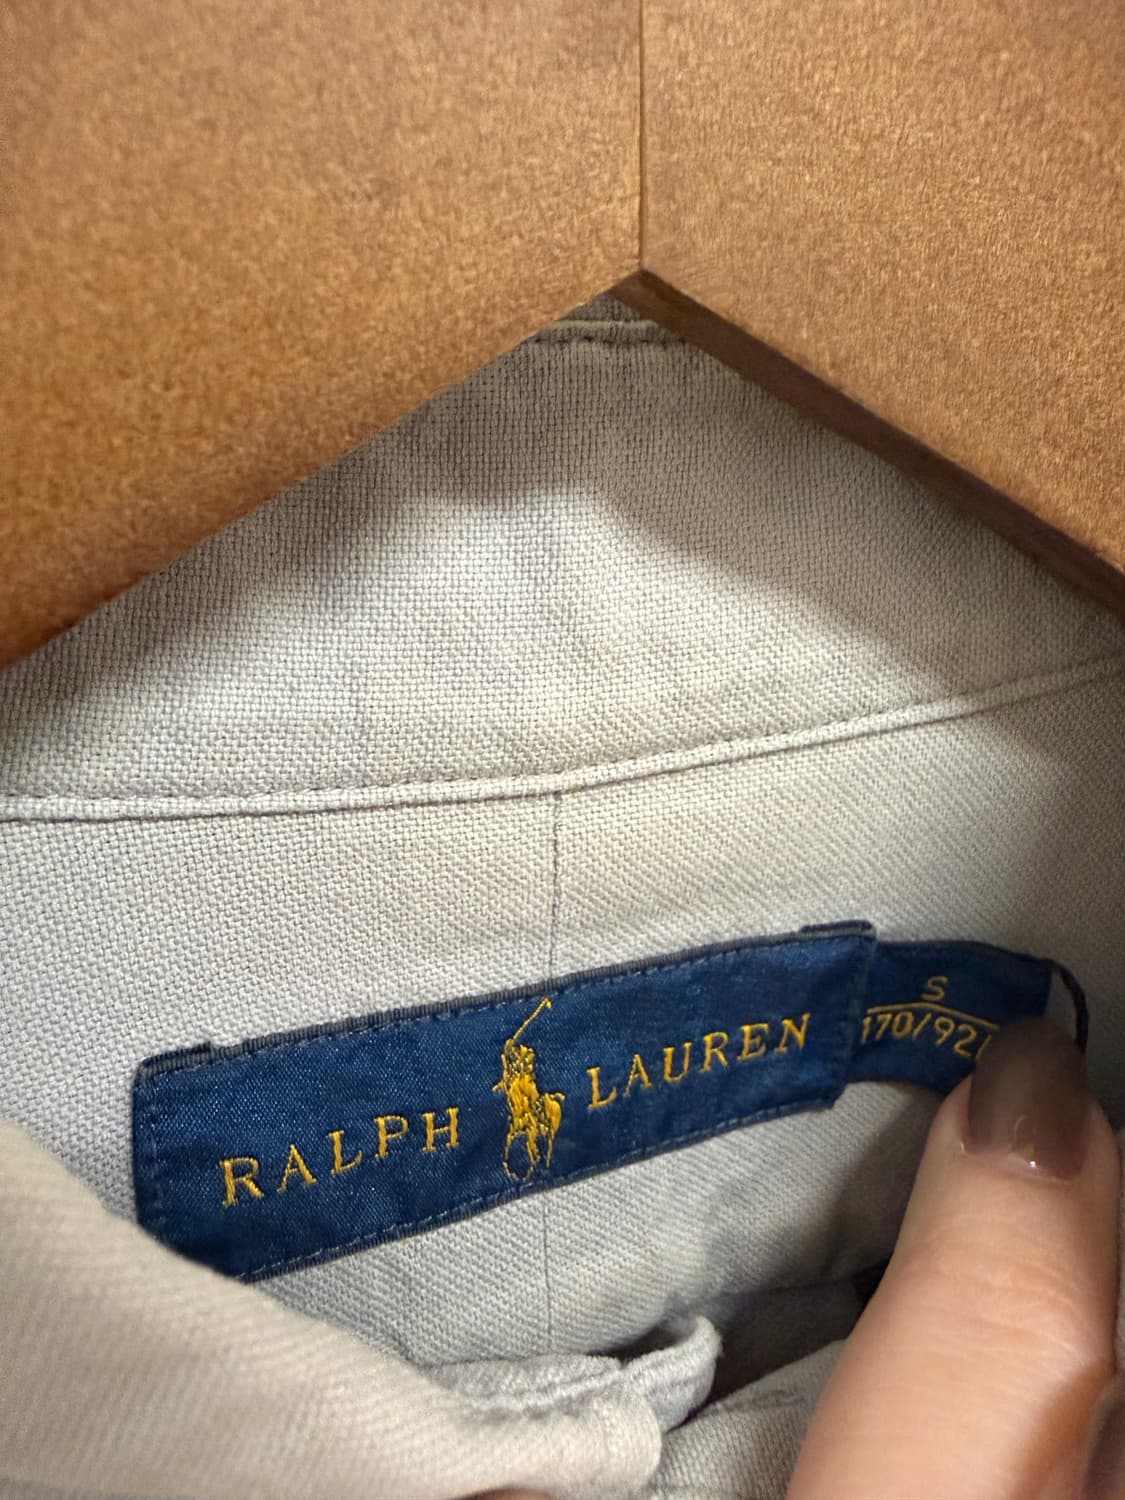 RALPH LAUREN
S
170/92